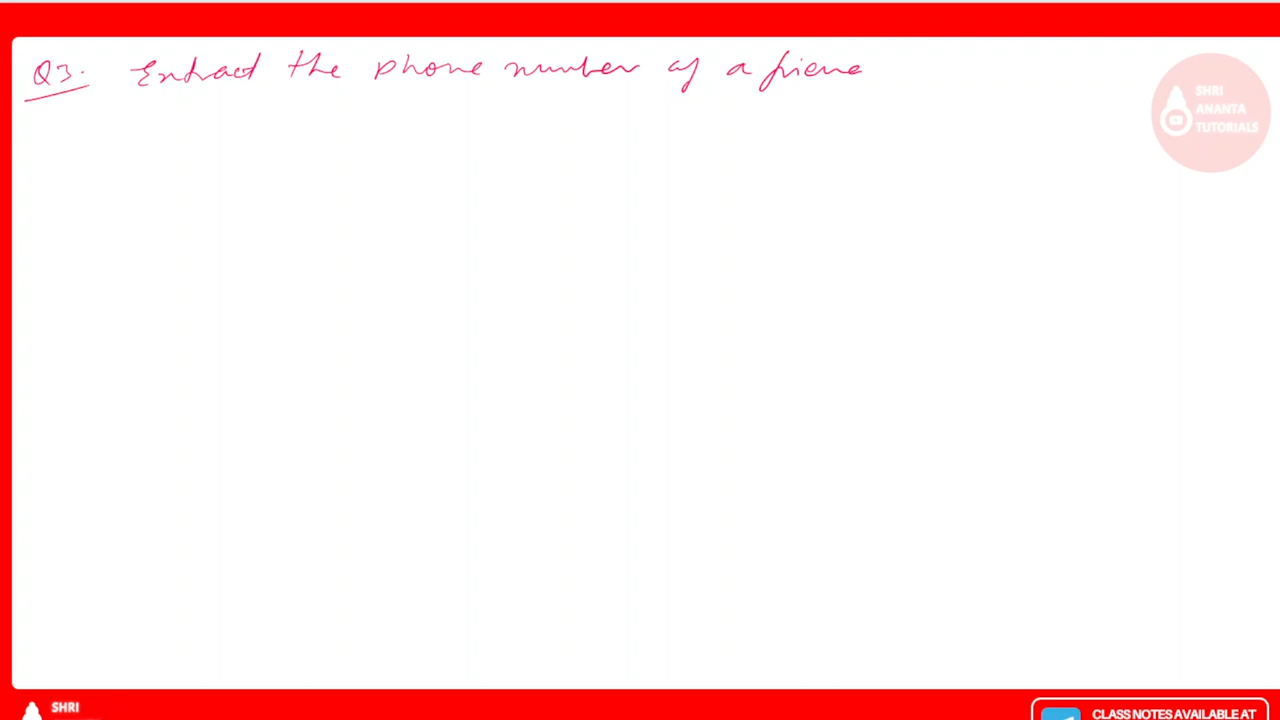 Q3. Extract the phone number of a friend
SHRI
ANANTA
TUTORIALS
SHRI
CLASS NOTES AVAILABLE AT